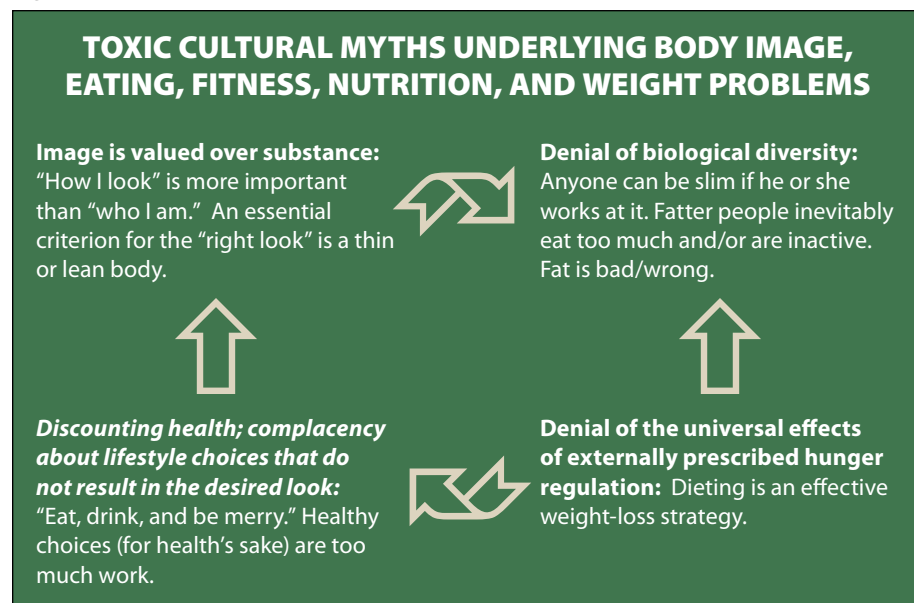 TOXIC CULTURAL MYTHS UNDERLYING BODY IMAGE,
EATING, FITNESS, NUTRITION, AND WEIGHT PROBLEMS
Image is valued over substance:
“How I look” is more important
than “who I am.” An essential
criterion for the “right look” is a thin
or lean body.
Denial of biological diversity:
Anyone can be slim if he or she
works at it. Fatter people inevitably
eat too much and/or are inactive.
Fat is bad/wrong.
Discounting health; complacency
about lifestyle choices that do
not result in the desired look:
“Eat, drink, and be merry.” Healthy
choices (for health’s sake) are too
much work.
Denial of the universal effects
of externally prescribed hunger
regulation: Dieting is an effective
weight-loss strategy.